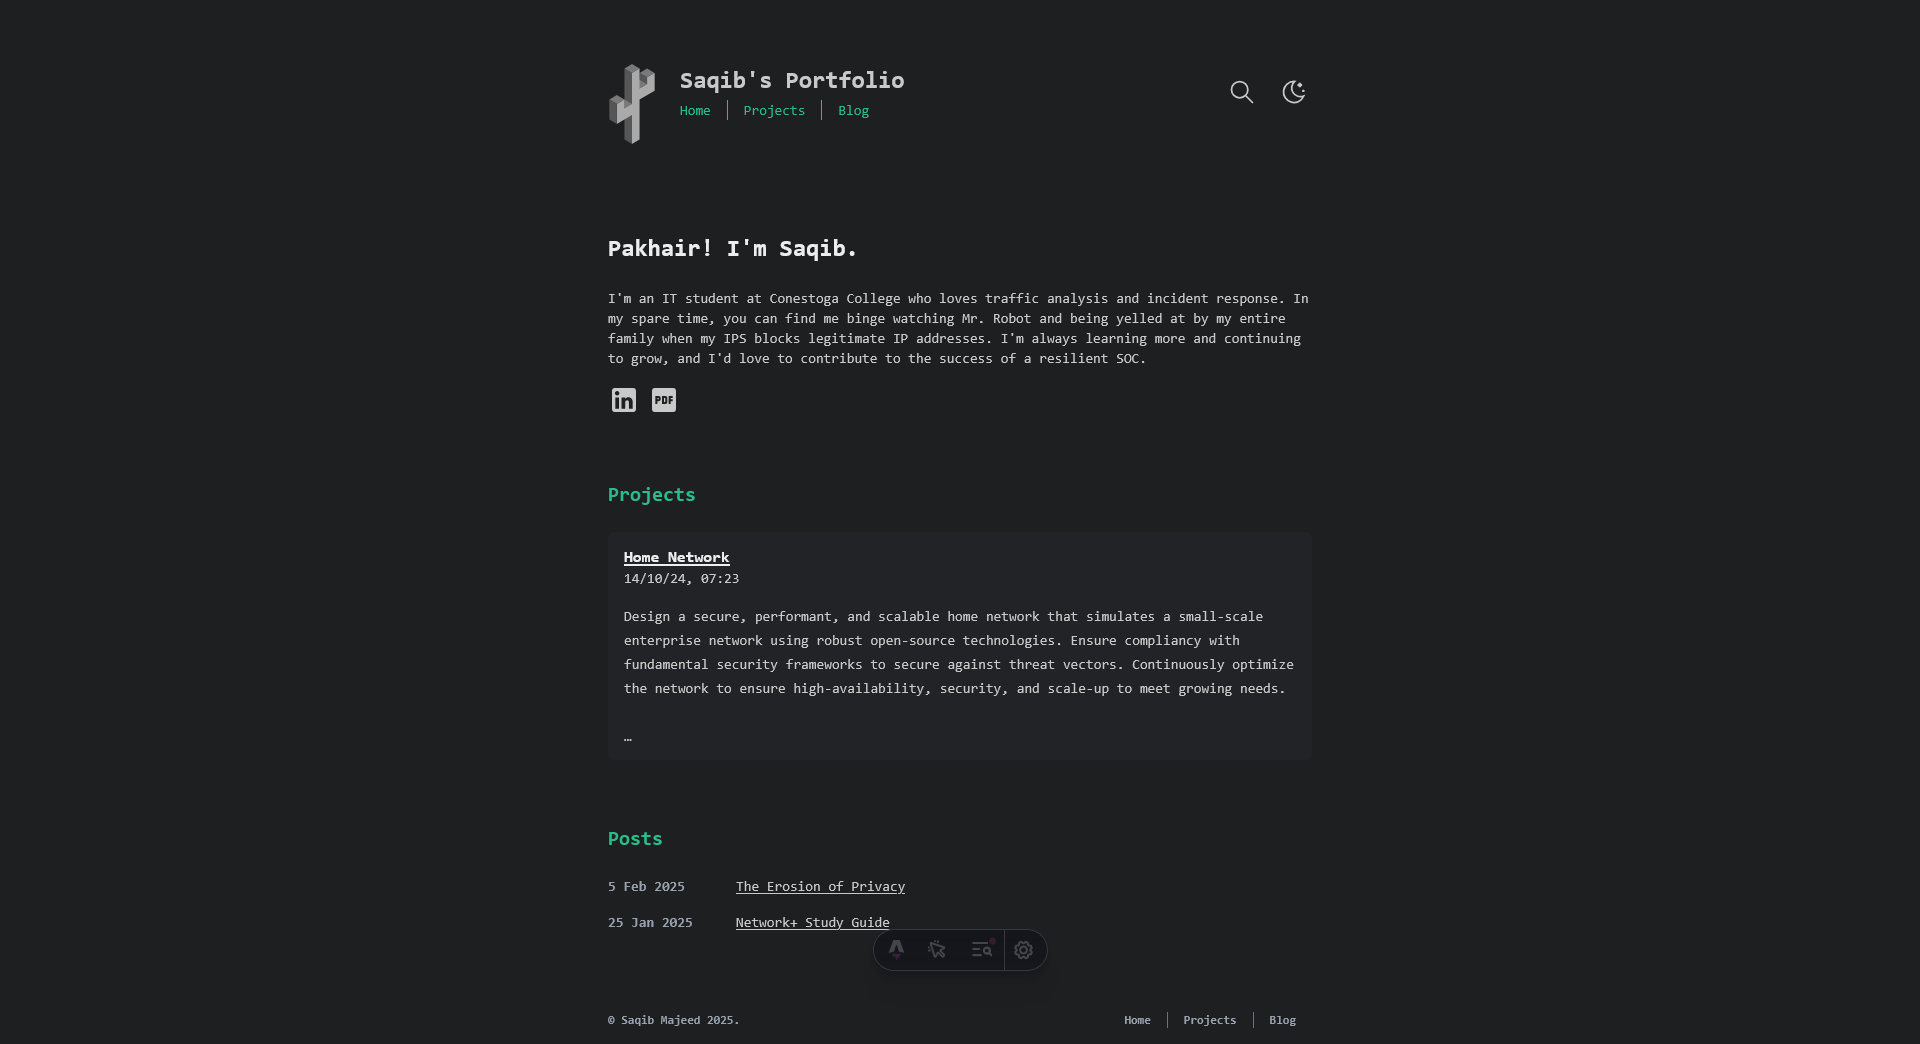 Saqib's Portfolio
Home Projects Blog
Pakhair! I'm Saqib.
I'm an IT student at Conestoga College who loves traffic analysis and incident response. In
my spare time, you can find me binge watching Mr. Robot and being yelled at by my entire
family when my IPS blocks legitimate IP addresses. I'm always learning more and continuing
to grow, and I'd love to contribute to the success of a resilient SOC.
in PDF
Projects
Home Network
14/10/24, 07:23
Design a secure, performant, and scalable home network that simulates a small-scale
enterprise network using robust open-source technologies. Ensure compliancy with
fundamental security frameworks to secure against threat vectors. Continuously optimize
the network to ensure high-availability, security, and scale-up to meet growing needs.
…
Posts
5 Feb 2025 The Erosion of Privacy
25 Jan 2025 Network+ Study Guide
© Saqib Majeed 2025. Home Projects Blog